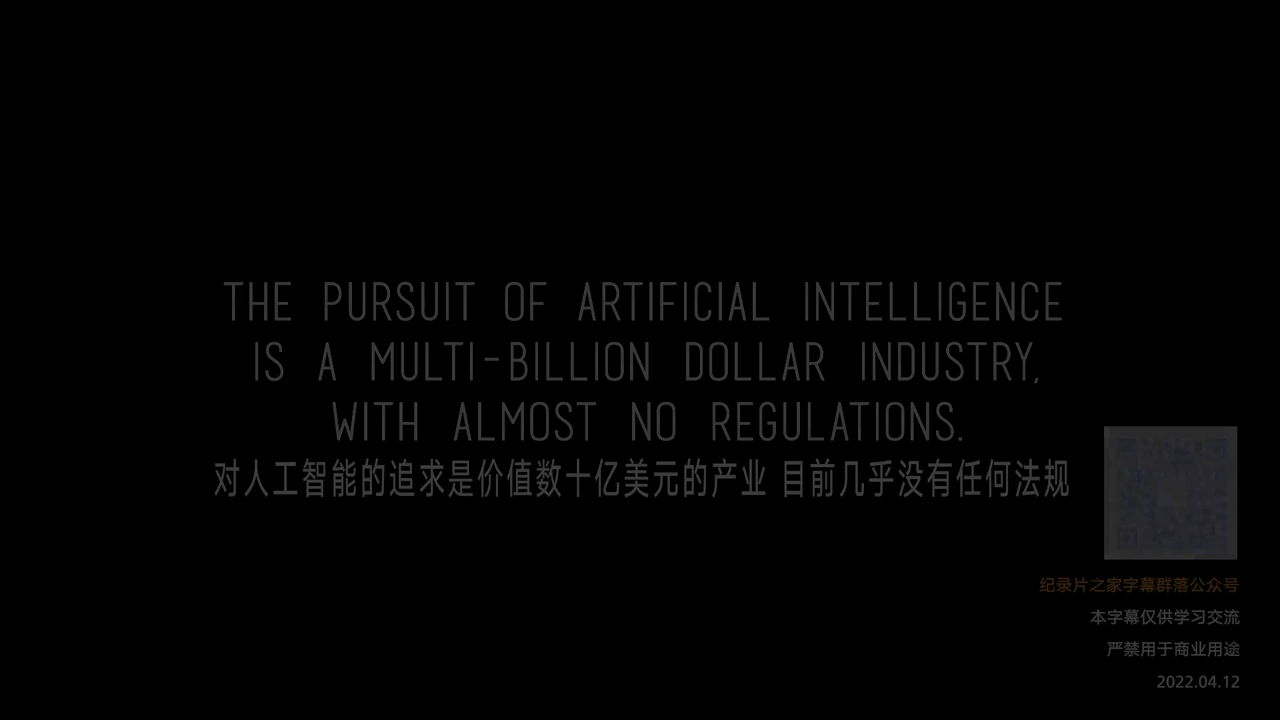 THE PURSUIT OF ARTIFICIAL INTELLIGENCE
IS A MULTI-BILLION DOLLAR INDUSTRY,
WITH ALMOST NO REGULATIONS.
对人工智能的追求是价值数十亿美元的产业 目前几乎没有任何法规
纪录片之家字幕群落公众号
本字幕仅供学习交流
严禁用于商业用途
2022.04.12